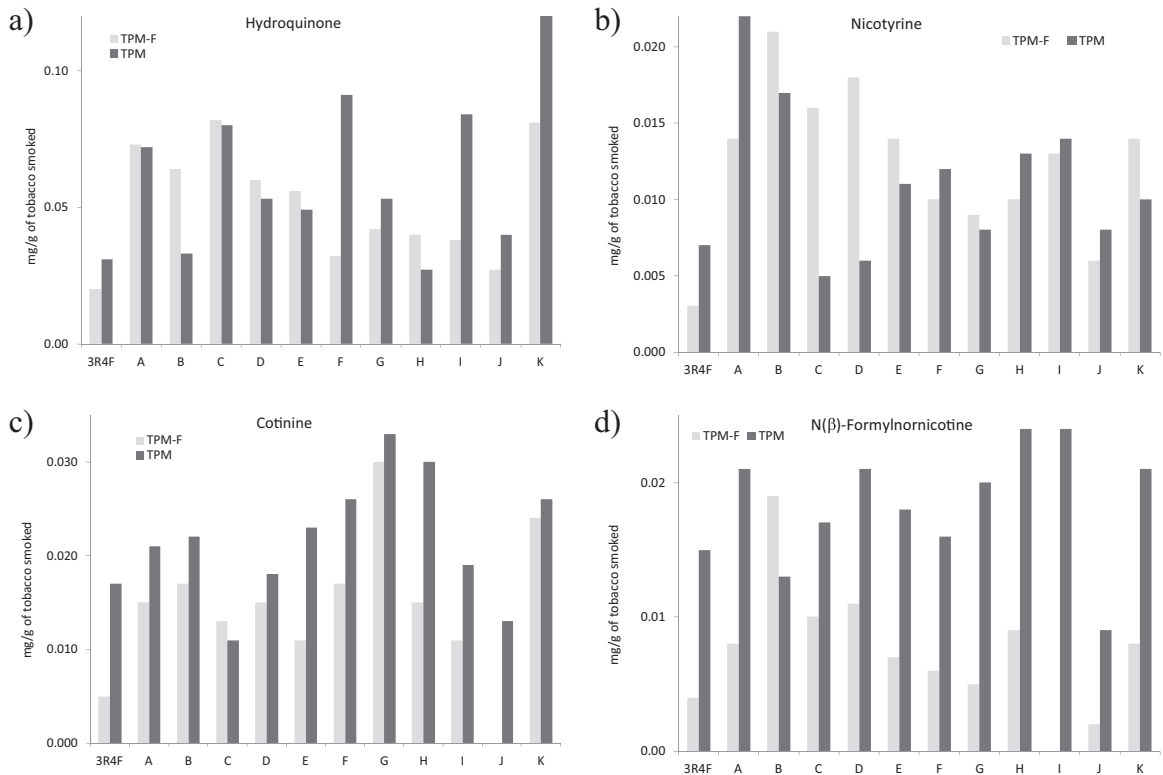 a)
Hydroquinone
TPM-F
TPM
0.10
0.05
0.00
mg/g of tobacco smoked
3R4F A B C D E F G H I J K
b)
Nicotyrine
TPM-F TPM
0.020
0.015
0.010
0.005
0.000
mg/g of tobacco smoked
3R4F A B C D E F G H I J K
c)
Cotinine
TPM-F
TPM
0.030
0.020
0.010
0.000
mg/g of tobacco smoked
3R4F A B C D E F G H I J K
d)
N(β)-Formylnornicotine
TPM-F TPM
0.02
0.01
0.00
mg/g of tobacco smoked
3R4F A B C D E F G H I J K